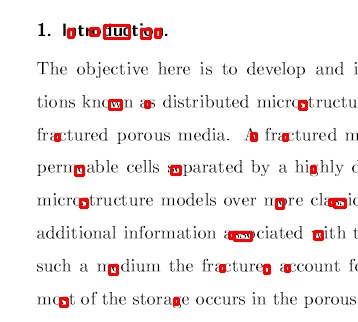 1. Introduction.
The objective here is to develop and i
tions known as distributed microstructu
fractured porous media. A fractured m
permeable cells separated by a highly d
microstructure models over more classic
additional information associated with t
such a medium the fractures account fo
most of the storage occurs in the porous